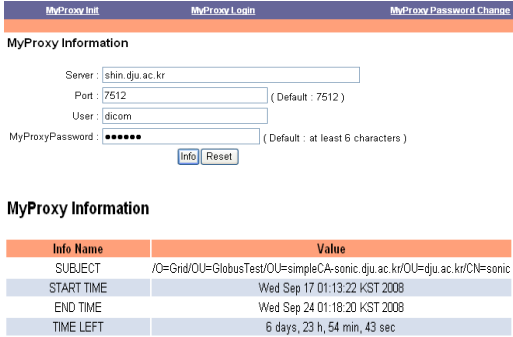 MyProxy Init MyProxy Login MyProxy Password Change
MyProxy Information
Server : shin.dju.ac.kr
Port : 7512 ( Default : 7512 )
User : dicom
MyProxyPassword : ●●●●●● ( Default : at least 6 characters )
Info Reset
MyProxy Information
Info Name Value
SUBJECT /O=Grid/OU=GlobusTest/OU=simpleCA-sonic.dju.ac.kr/OU=dju.ac.kr/CN=sonic
START TIME Wed Sep 17 01:13:22 KST 2008
END TIME Wed Sep 24 01:18:20 KST 2008
TIME LEFT 6 days, 23 h, 54 min, 43 sec